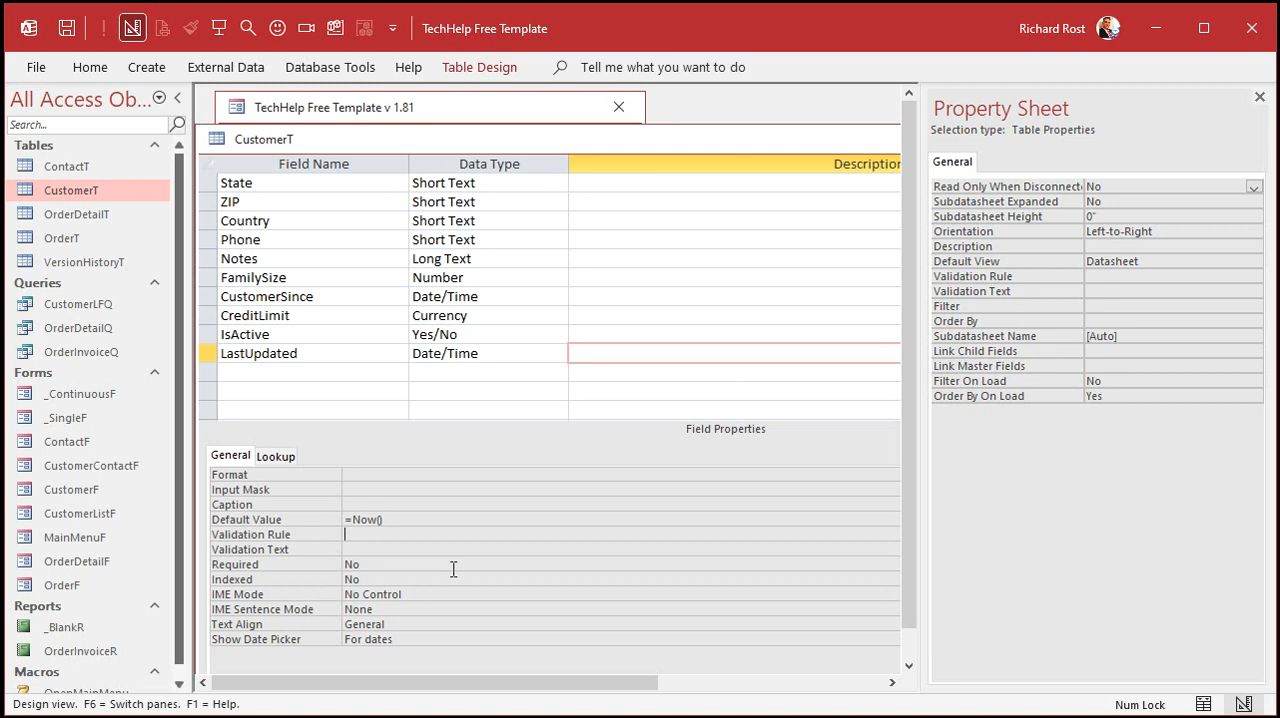 TechHelp Free Template
Richard Rost
File Home Create External Data Database Tools Help Table Design Tell me what you want to do
All Access Ob...
Search...
Tables
ContactT
CustomerT
OrderDetailT
OrderT
VersionHistoryT
Queries
CustomerLFQ
OrderDetailQ
OrderInvoiceQ
Forms
_ContinuousF
_SingleF
ContactF
CustomerContactF
CustomerF
CustomerListF
MainMenuF
OrderDetailF
OrderF
Reports
_BlankR
OrderInvoiceR
Macros
OpenMainMenu
TechHelp Free Template v 1.81
CustomerT
Field Name Data Type Description
State Short Text
ZIP Short Text
Country Short Text
Phone Short Text
Notes Long Text
FamilySize Number
CustomerSince Date/Time
CreditLimit Currency
IsActive Yes/No
LastUpdated Date/Time
Field Properties
General Lookup
Format
Input Mask
Caption
Default Value =Now()
Validation Rule
Validation Text
Required No
Indexed No
IME Mode No Control
IME Sentence Mode None
Text Align General
Show Date Picker For dates
Property Sheet
Selection type: Table Properties
General
Read Only When Disconnect No
Subdatasheet Expanded No
Subdatasheet Height 0"
Orientation Left-to-Right
Description
Default View Datasheet
Validation Rule
Validation Text
Filter
Order By
Subdatasheet Name [Auto]
Link Child Fields
Link Master Fields
Filter On Load No
Order By On Load Yes
Design view. F6 = Switch panes. F1 = Help.
Num Lock